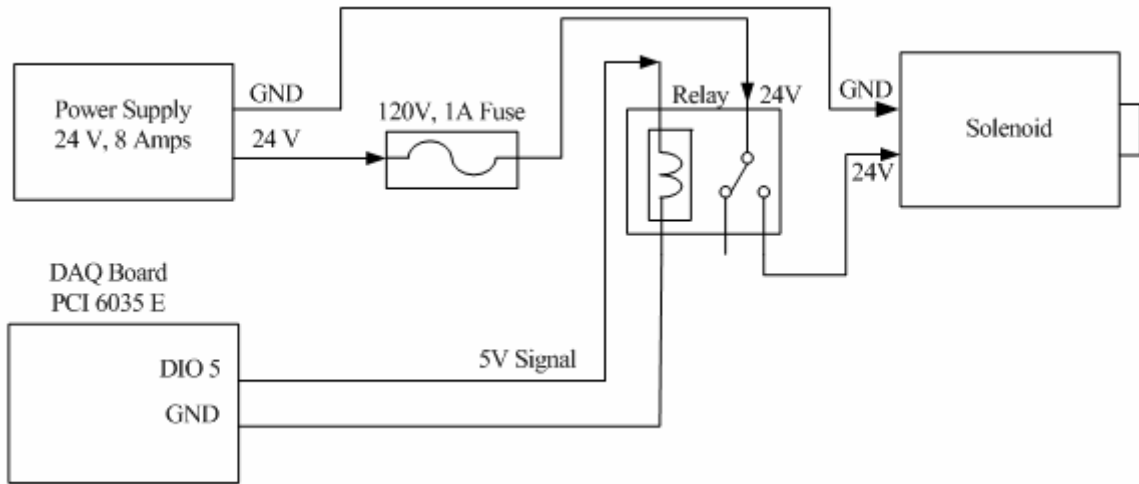 Power Supply
24 V, 8 Amps
GND
24 V
120V, 1A Fuse
Relay
24V
GND
24V
Solenoid
DAQ Board
PCI 6035 E
DIO 5
GND
5V Signal